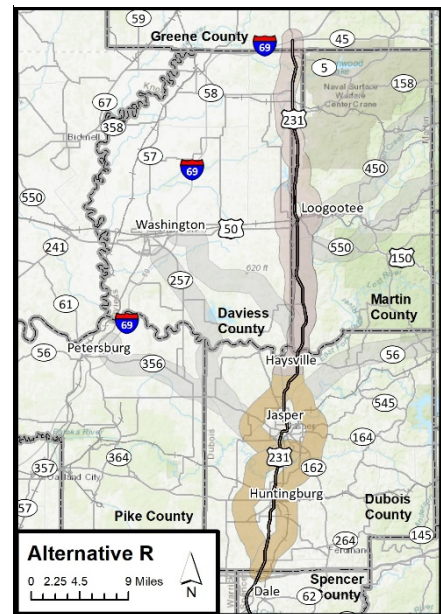 59
Greene County
69
45
5
Naval Surface
Warfare
Center Crane
158
67
58
231
358
Bicknell
57
69
450
550
Loogootee
Washington
50
241
550
150
257
620 ft
61
Daviess
County
Martin
County
69
56
Petersburg
356
Haysville
56
Jasper
545
164
364
231
357
162
Oakland City
57
Huntingburg
Pike County
Dubois
County
145
264
Ferdinand
Spencer
County
Dale
62
Alternative R
0 2.25 4.5 9 Miles
N